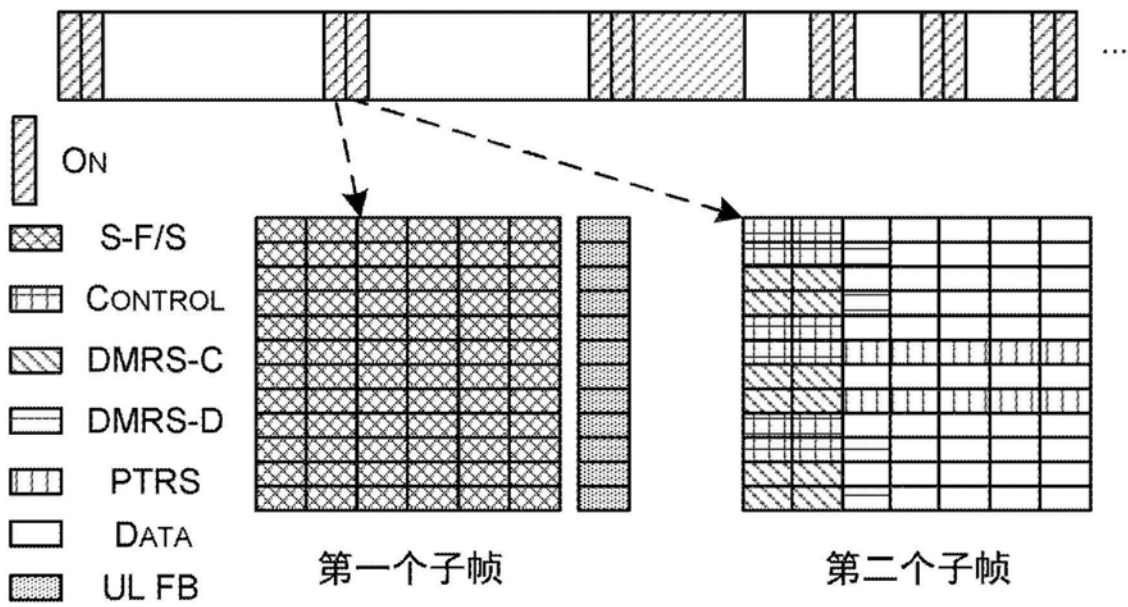 ...
ON
S-F/S
CONTROL
DMRS-C
DMRS-D
PTRS
DATA
UL FB
第一个子帧
第二个子帧